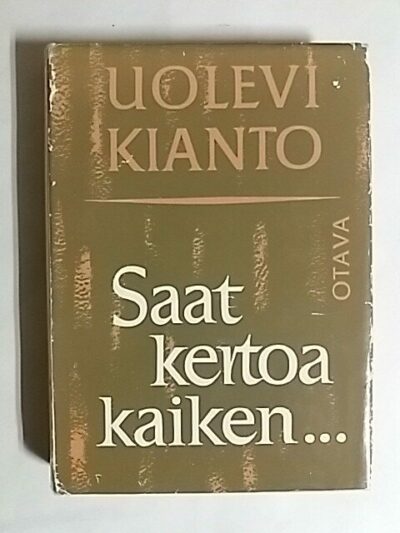 UOLEVI
KIANTO
OTAVA
Saat
kertoa
kaiken...